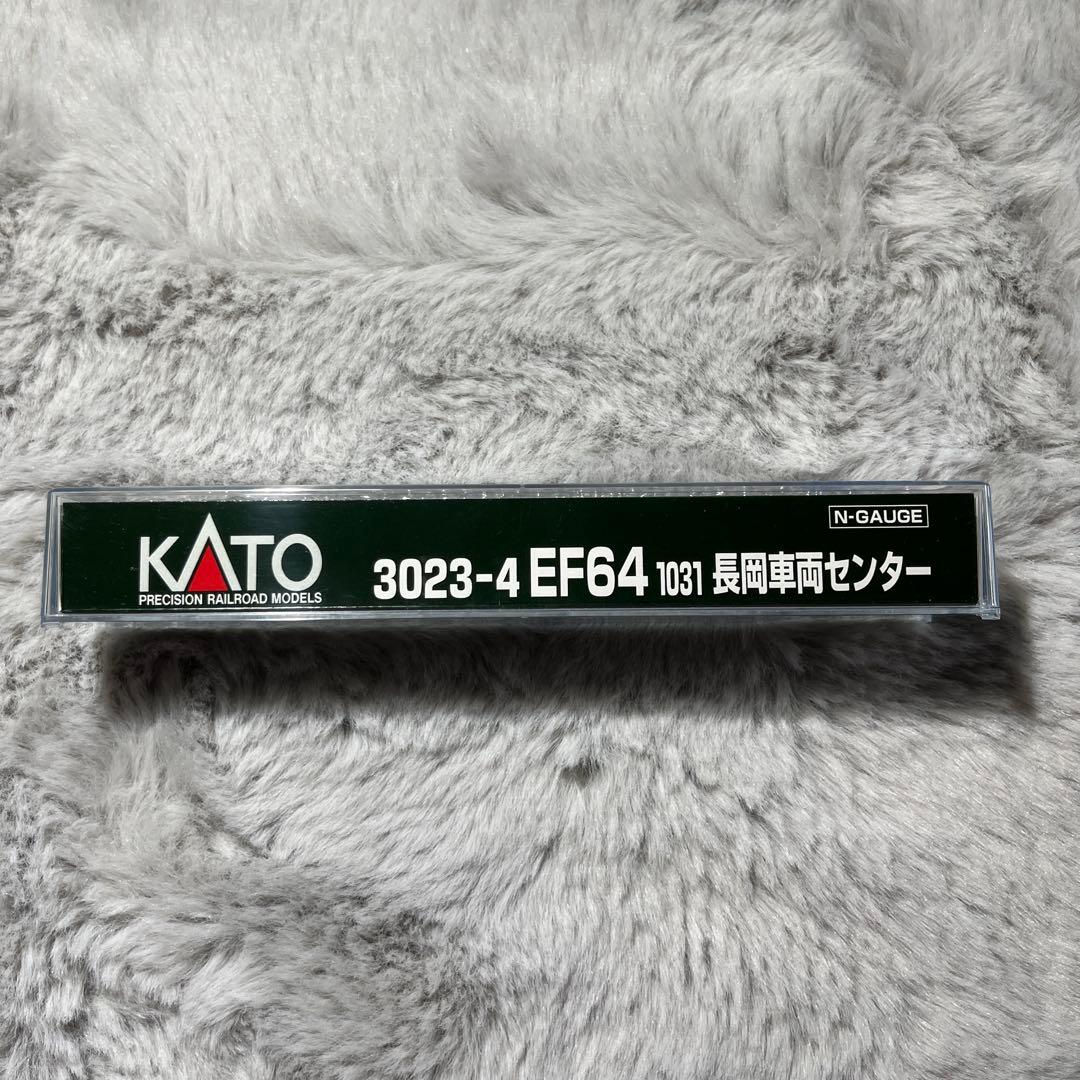 N-GAUGE
KATO
PRECISION RAILROAD MODELS
3023-4 EF64 1031 長岡車両センター